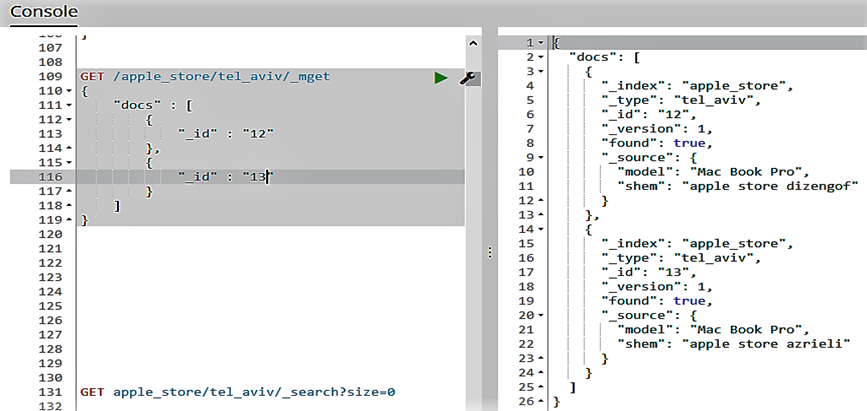 Console
107
108
109 GET /apple_store/tel_aviv/_mget
110 {
111 "docs" : [
112 {
113 "_id" : "12"
114 },
115 {
116 "_id" : "13"
117 }
118 ]
119 }
120
121
122
123
124
125
126
127
128
129
130
131 GET apple_store/tel_aviv/_search?size=0
132
1 {
2 "docs": [
3 {
4 "_index": "apple_store",
5 "_type": "tel_aviv",
6 "_id": "12",
7 "_version": 1,
8 "found": true,
9 "_source": {
10 "model": "Mac Book Pro",
11 "shem": "apple store dizengof"
12 }
13 },
14 {
15 "_index": "apple_store",
16 "_type": "tel_aviv",
17 "_id": "13",
18 "_version": 1,
19 "found": true,
20 "_source": {
21 "model": "Mac Book Pro",
22 "shem": "apple store azrieli"
23 }
24 }
25 ]
26 }